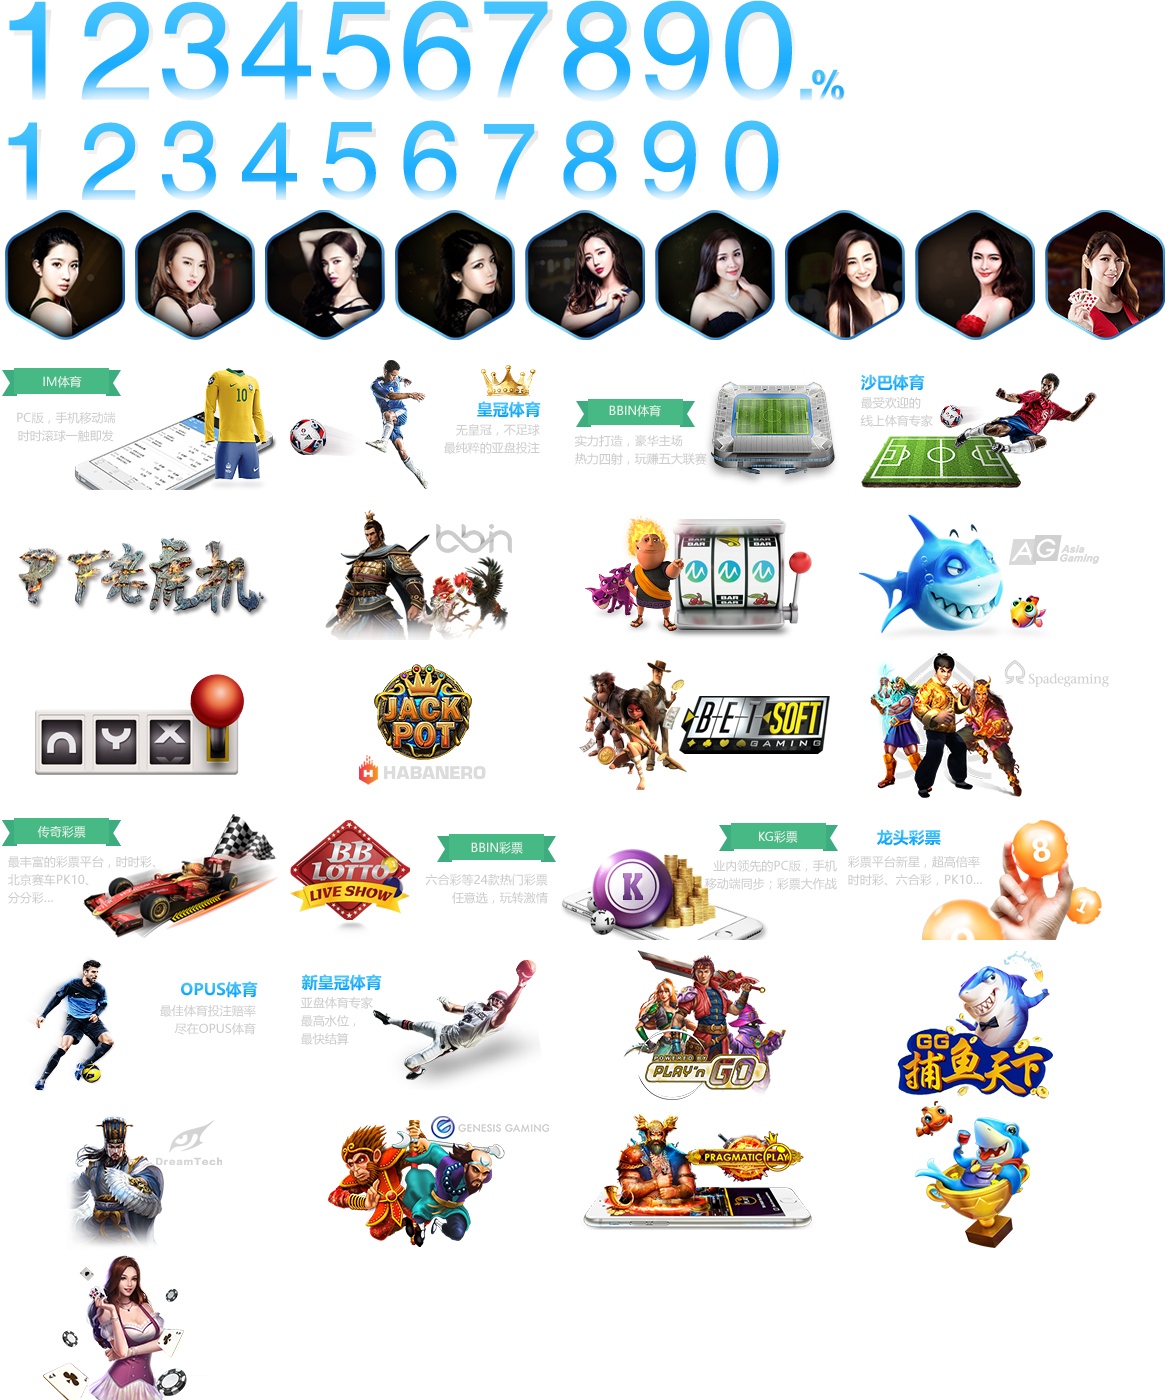 1234567890.%
1234567890
IM体育
PC版，手机移动端
时时滚球一触即发
10
皇冠体育
无皇冠，不足球
最纯粹的亚盘投注
BBIN体育
实力打造，豪华主场
热力四射，玩赚五大联赛
沙巴体育
最受欢迎的
线上体育专家
PT老虎机
bbin
BAR BAR
BAR BAR
AG Asia
Gaming
NYX
JACK
POT
HABANERO
BETSOFT
GAMING
Spadegaming
传奇彩票
最丰富的彩票平台，时时彩、
北京赛车PK10、
分分彩...
BB
LOTTO
LIVE SHOW
BBIN彩票
六合彩等24款热门彩票
任意选，玩转激情
K
12
KG彩票
业内领先的PC版，手机
移动端同步；彩票大作战
龙头彩票
彩票平台新星，超高倍率
时时彩、六合彩，PK10...
8
1
OPUS体育
最佳体育投注赔率
尽在OPUS体育
新皇冠体育
亚盘体育专家
最高水位，
最快结算
POWERED BY
PLAY'n GO
GG
捕鱼天下
DreamTech
GENESIS GAMING
PRAGMATIC PLAY